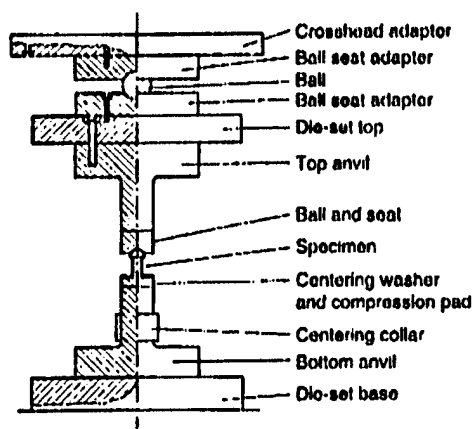 Crosshead adaptor
Ball seat adaptor
Ball
Ball seat adaptor
Die-set top
Top anvil
Ball and seat
Specimen
Centering washer
and compression pad
Centering collar
Bottom anvil
Die-set base